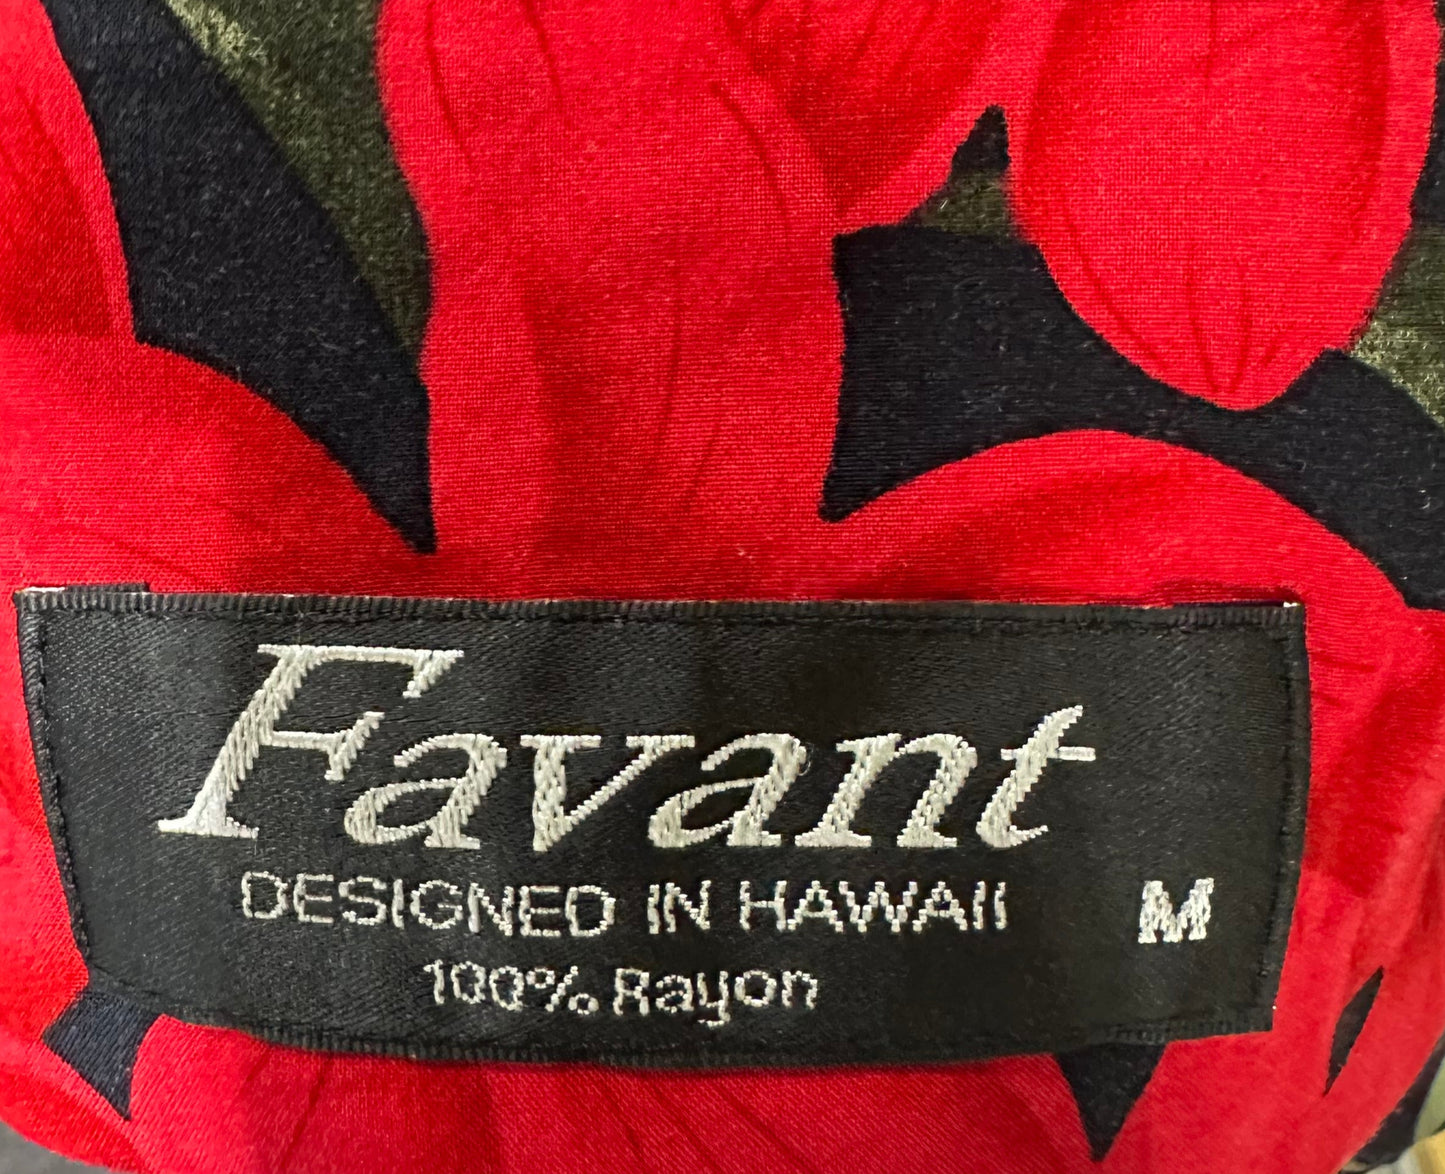 Favant
DESIGNED IN HAWAII M
100% Rayon